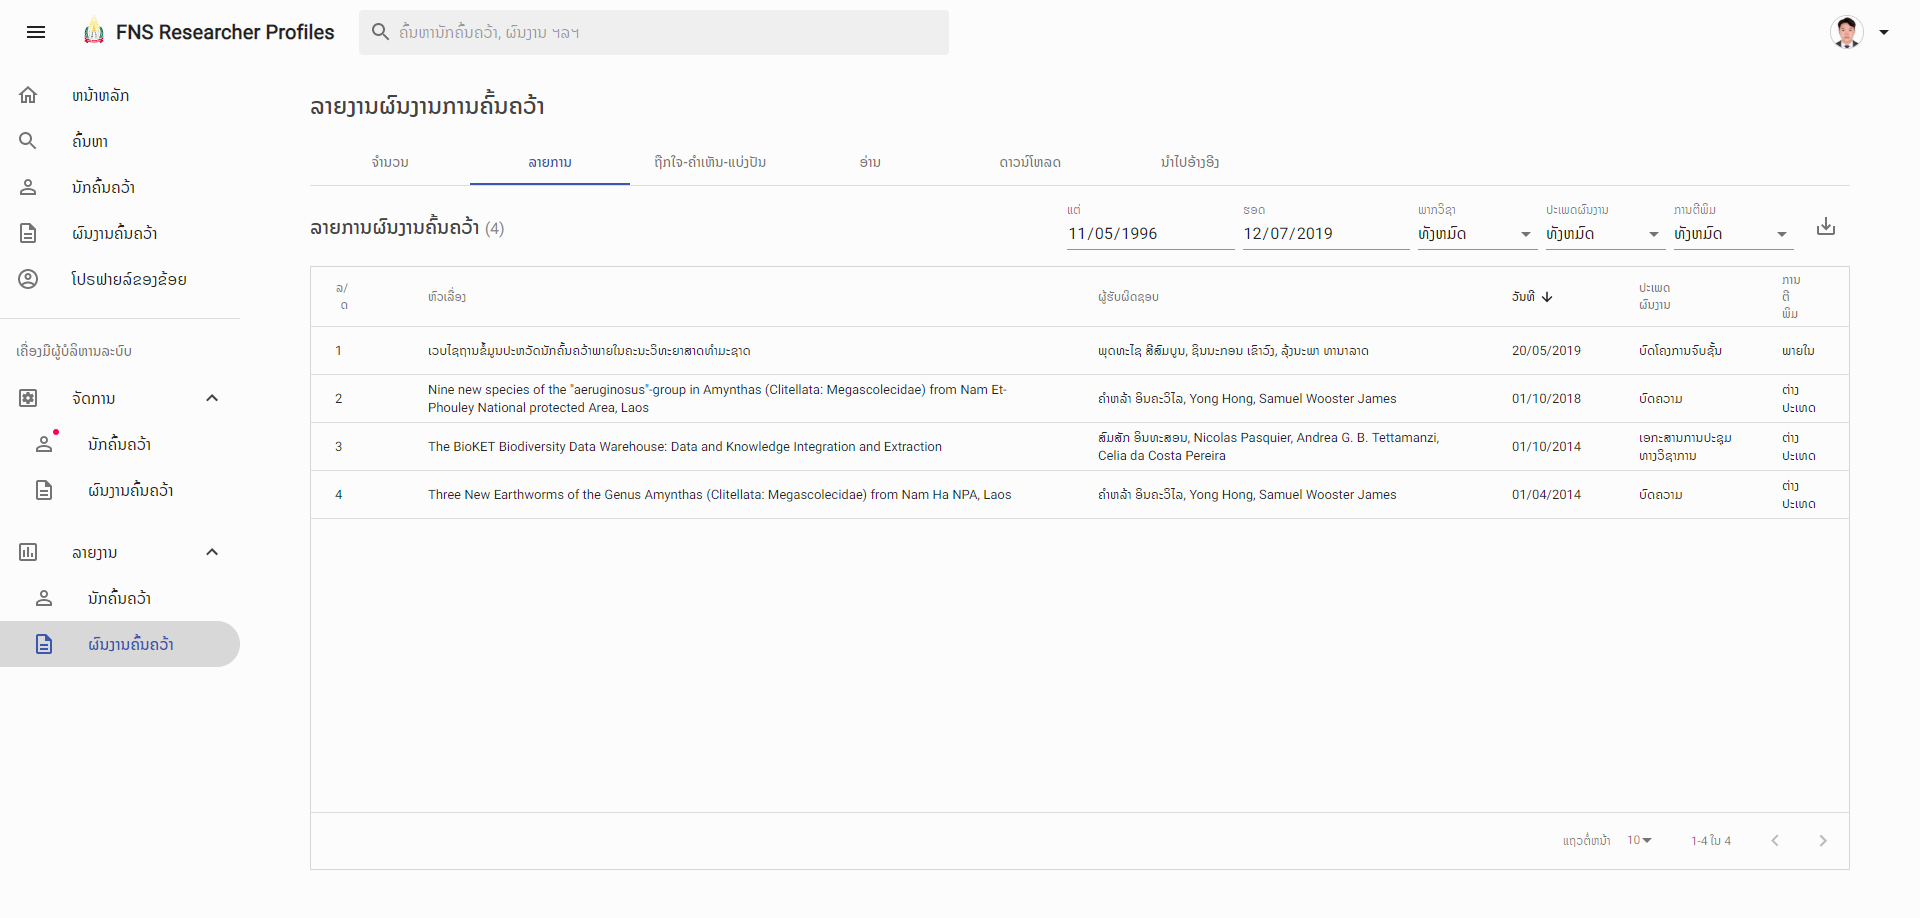 FNS Researcher Profiles
ຄົ້ນຫານັກຄົ້ນຄວ້າ, ຜົນງານ ຯລຯ
ຫນ້າຫລັກ
ຄົ້ນຫາ
ນັກຄົ້ນຄວ້າ
ຜົນງານຄົ້ນຄວ້າ
ໂປຣຟາຍລ໌ຂອງຂ້ອຍ
ເຄື່ອງມືຜູ້ບໍລິຫານລະບົບ
ຈັດການ
ນັກຄົ້ນຄວ້າ
ຜົນງານຄົ້ນຄວ້າ
ລາຍງານ
ນັກຄົ້ນຄວ້າ
ຜົນງານຄົ້ນຄວ້າ
ລາຍງານຜົນງານການຄົ້ນຄວ້າ
ຈຳນວນ ລາຍການ ຖືກໃຈ-ຄຳເຫັນ-ແບ່ງປັນ ອ່ານ ດາວນ໌ໂຫລດ ນຳໄປອ້າງອີງ
ລາຍການຜົນງານຄົ້ນຄວ້າ (4)
ແຕ່ ຮອດ ພາກວິຊາ ປະເພດຜົນງານ ການຕີພິມ
11/05/1996 12/07/2019 ທັງຫມົດ ທັງຫມົດ ທັງຫມົດ
ລ/
ດ
ຫົວເລື່ອງ
ຜູ້ຮັບຜິດຊອບ
ວັນທີ
ປະເພດ
ຜົນງານ
ການ
ຕີ
ພິມ
1 ເວບໄຊຖານຂໍ້ມູນປະຫວັດນັກຄົ້ນຄວ້າພາຍໃນຄະນະວິທະຍາສາດທຳມະຊາດ ພຸດທະໄຊ ສີສົມບູນ, ຊິນນະກອນ ເຂົາວົງ, ລຸ້ງນະພາ ທານາລາດ 20/05/2019 ບົດໂຄງການຈົບຊັ້ນ ພາຍໃນ
2 Nine new species of the "aeruginosus"-group in Amynthas (Clitellata: Megascolecidae) from Nam Et-
Phouley National protected Area, Laos
ຄຳຫລ້າ ອິນຄະວິໄລ, Yong Hong, Samuel Wooster James 01/10/2018 ບົດຄວາມ
ຕ່າງ
ປະເທດ
3 The BioKET Biodiversity Data Warehouse: Data and Knowledge Integration and Extraction
ສົມສັກ ອິນທະສອນ, Nicolas Pasquier, Andrea G. B. Tettamanzi,
Celia da Costa Pereira
01/10/2014
ເອກະສານການປະຊຸມ
ທາງວິຊາການ
ຕ່າງ
ປະເທດ
4 Three New Earthworms of the Genus Amynthas (Clitellata: Megascolecidae) from Nam Ha NPA, Laos ຄຳຫລ້າ ອິນຄະວິໄລ, Yong Hong, Samuel Wooster James 01/04/2014 ບົດຄວາມ
ຕ່າງ
ປະເທດ
ແຖວຕໍ່ຫນ້າ 10 1-4 ໃນ 4